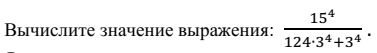 Вычислите значение выражения: 15⁴ / (124·3⁴+3⁴) .